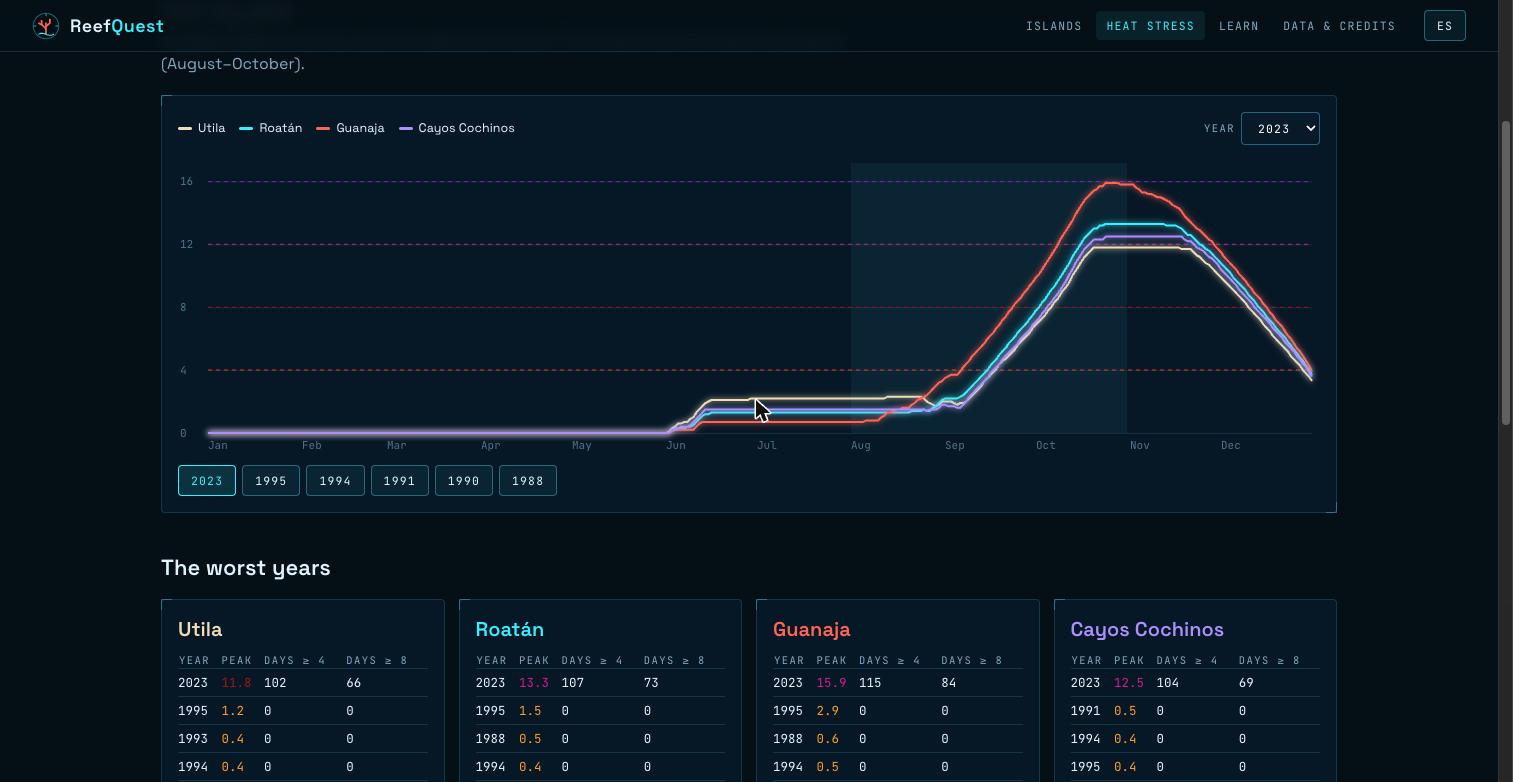 ReefQuest
ISLANDS HEAT STRESS LEARN DATA & CREDITS ES
(August–October).
Utila Roatán Guanaja Cayos Cochinos YEAR 2023
16
12
8
4
0
Jan Feb Mar Apr May Jun Jul Aug Sep Oct Nov Dec
2023 1995 1994 1991 1990 1988
The worst years
Utila
YEAR PEAK DAYS ≥ 4 DAYS ≥ 8
2023 11.8 102 66
1995 1.2 0 0
1993 0.4 0 0
1994 0.4 0 0
Roatán
YEAR PEAK DAYS ≥ 4 DAYS ≥ 8
2023 13.3 107 73
1995 1.5 0 0
1988 0.5 0 0
1994 0.4 0 0
Guanaja
YEAR PEAK DAYS ≥ 4 DAYS ≥ 8
2023 15.9 115 84
1995 2.9 0 0
1988 0.6 0 0
1994 0.5 0 0
Cayos Cochinos
YEAR PEAK DAYS ≥ 4 DAYS ≥ 8
2023 12.5 104 69
1991 0.5 0 0
1994 0.4 0 0
1995 0.4 0 0